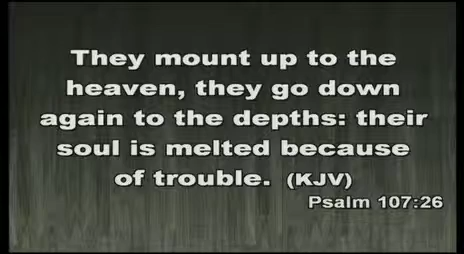 They mount up to the
heaven, they go down
again to the depths: their
soul is melted because
of trouble. (KJV)
Psalm 107:26